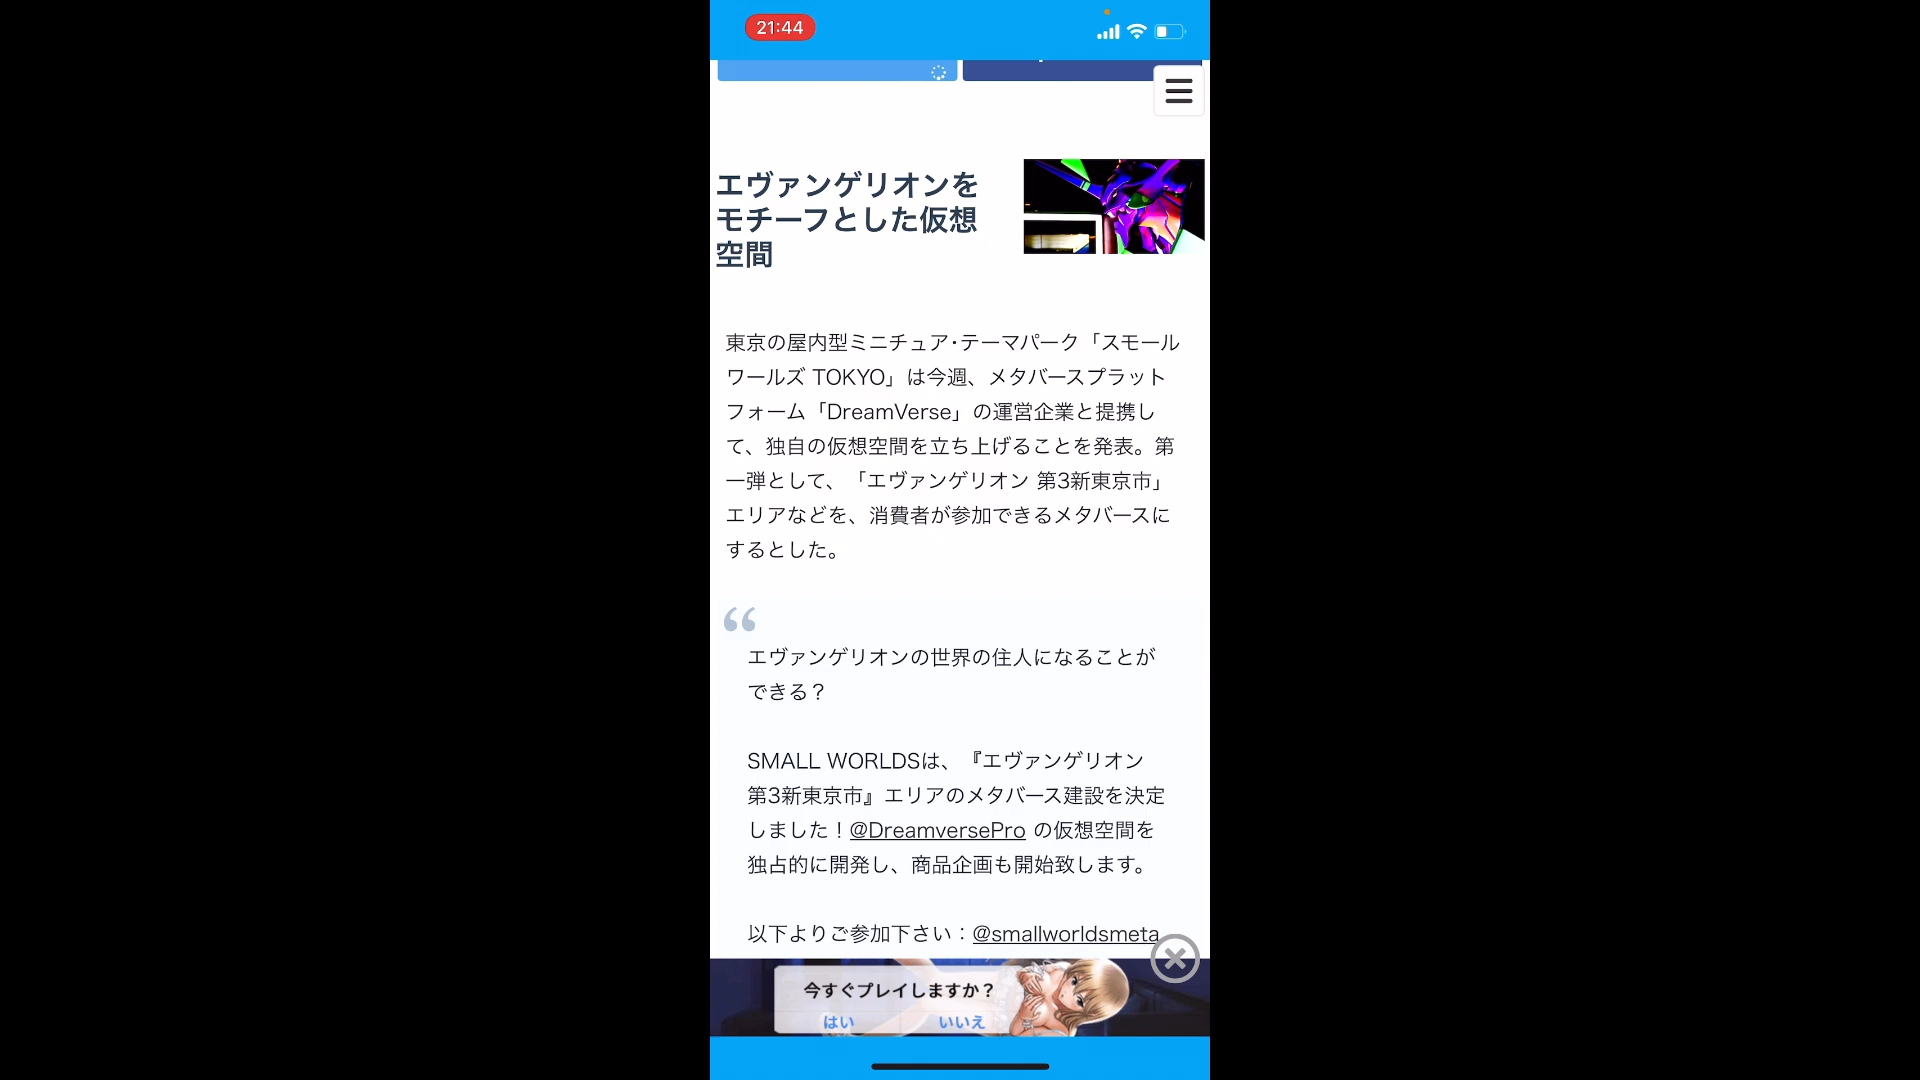 21:44
エヴァンゲリオンを
モチーフとした仮想
空間
東京の屋内型ミニチュア･テーマパーク「スモール
ワールズ TOKYO」は今週、メタバースプラット
フォーム「DreamVerse」の運営企業と提携し
て、独自の仮想空間を立ち上げることを発表。第
一弾として、「エヴァンゲリオン 第3新東京市」
エリアなどを、消費者が参加できるメタバースに
するとした。
エヴァンゲリオンの世界の住人になることが
できる？
SMALL WORLDSは、『エヴァンゲリオン
第3新東京市』エリアのメタバース建設を決定
しました！@DreamversePro の仮想空間を
独占的に開発し、商品企画も開始致します。
以下よりご参加下さい：@smallworldsmeta
今すぐプレイしますか？
はい いいえ